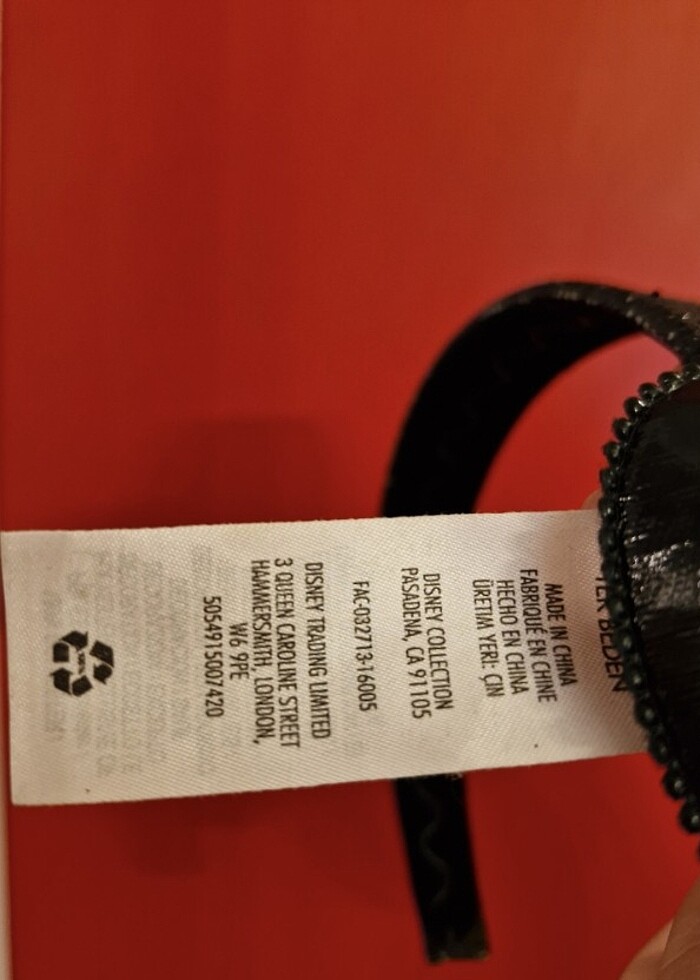 TEK BEDEN
MADE IN CHINA
FABRIQUÉ EN CHINE
HECHO EN CHINA
ÜRETIM YERI: ÇIN
DISNEY COLLECTION
PASADENA, CA 91105
FAC-032713-16005
DISNEY TRADING LIMITED
3 QUEEN CAROLINE STREET
HAMMERSMITH, LONDON,
W6 9PE
5054915007420